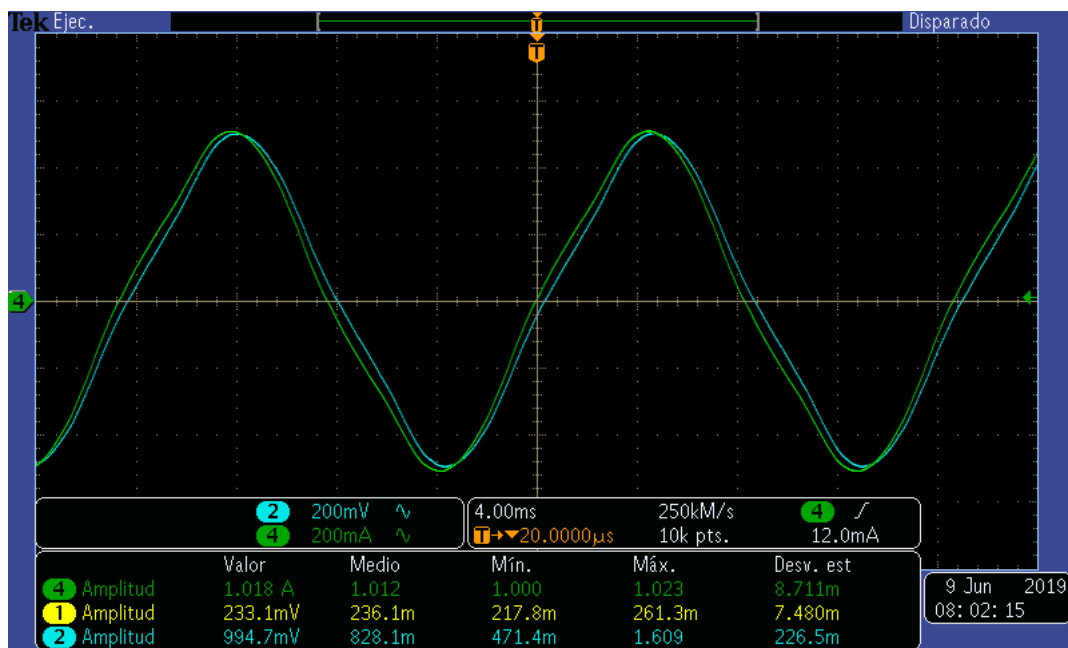 Tek Ejec. T Disparado
T
4
2 200mV 4.00ms 250kM/s 4
4 200mA T→▼20.0000µs 10k pts. 12.0mA
Valor Medio Mín. Máx. Desv. est
4 Amplitud 1.018 A 1.012 1.000 1.023 8.711m
1 Amplitud 233.1mV 236.1m 217.8m 261.3m 7.480m
2 Amplitud 994.7mV 828.1m 471.4m 1.609 226.5m
9 Jun 2019
08:02:15